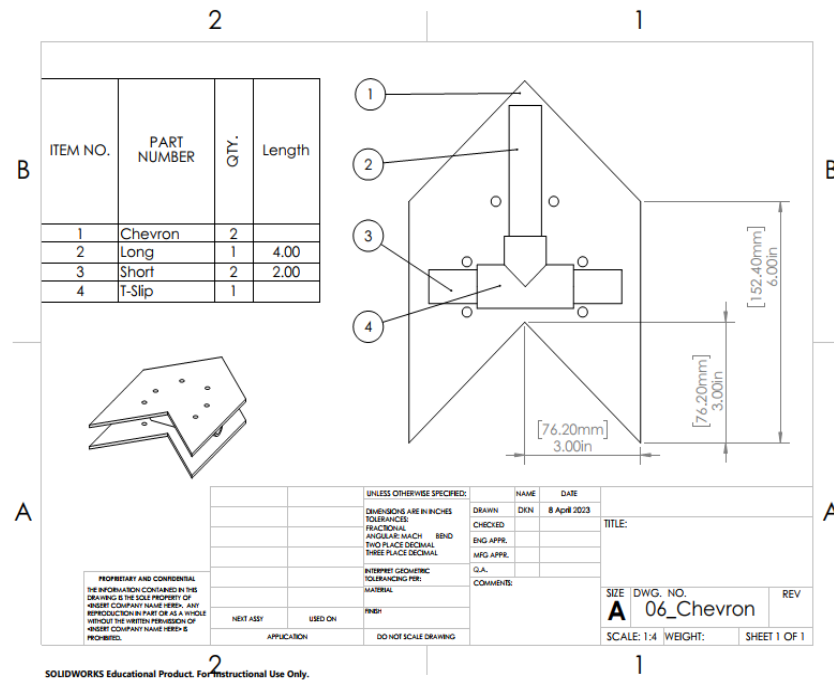 2 1
ITEM NO. PART NUMBER QTY. Length
1 Chevron 2
2 Long 1 4.00
3 Short 2 2.00
4 T-Slip 1
B B
1
2
3
4
[152.40mm]
6.00in
[76.20mm]
3.00in
[76.20mm]
3.00in
A A
UNLESS OTHERWISE SPECIFIED:
DIMENSIONS ARE IN INCHES
TOLERANCES:
FRACTIONAL
ANGULAR: MACH BEND
TWO PLACE DECIMAL
THREE PLACE DECIMAL
INTERPRET GEOMETRIC
TOLERANCING PER:
MATERIAL
FINISH
DO NOT SCALE DRAWING
NAME DATE
DRAWN DKN 8 April 2023
CHECKED
ENG APPR.
MFG APPR.
Q.A.
COMMENTS:
TITLE:
SIZE DWG. NO. REV
A 06_Chevron
SCALE: 1:4 WEIGHT: SHEET 1 OF 1
PROPRIETARY AND CONFIDENTIAL
THE INFORMATION CONTAINED IN THIS
DRAWING IS THE SOLE PROPERTY OF
<INSERT COMPANY NAME HERE>. ANY
REPRODUCTION IN PART OR AS A WHOLE
WITHOUT THE WRITTEN PERMISSION OF
<INSERT COMPANY NAME HERE> IS
PROHIBITED.
NEXT ASSY USED ON
APPLICATION
2 1
SOLIDWORKS Educational Product. For Instructional Use Only.